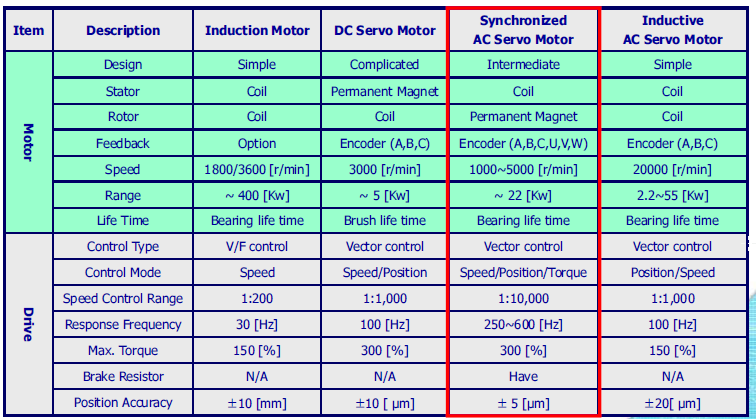 Item Description Induction Motor DC Servo Motor Synchronized AC Servo Motor Inductive AC Servo Motor
Motor
Design Simple Complicated Intermediate Simple
Stator Coil Permanent Magnet Coil Coil
Rotor Coil Coil Permanent Magnet Coil
Feedback Option Encoder (A,B,C) Encoder (A,B,C,U,V,W) Encoder (A,B,C)
Speed 1800/3600 [r/min] 3000 [r/min] 1000~5000 [r/min] 20000 [r/min]
Range ~ 400 [Kw] ~ 5 [Kw] ~ 22 [Kw] 2.2~55 [Kw]
Life Time Bearing life time Brush life time Bearing life time Bearing life time
Drive
Control Type V/F control Vector control Vector control Vector control
Control Mode Speed Speed/Position Speed/Position/Torque Position/Speed
Speed Control Range 1:200 1:1,000 1:10,000 1:1,000
Response Frequency 30 [Hz] 100 [Hz] 250~600 [Hz] 100 [Hz]
Max. Torque 150 [%] 300 [%] 300 [%] 150 [%]
Brake Resistor N/A N/A Have N/A
Position Accuracy ±10 [mm] ±10 [ μm] ± 5 [μm] ±20[ μm]